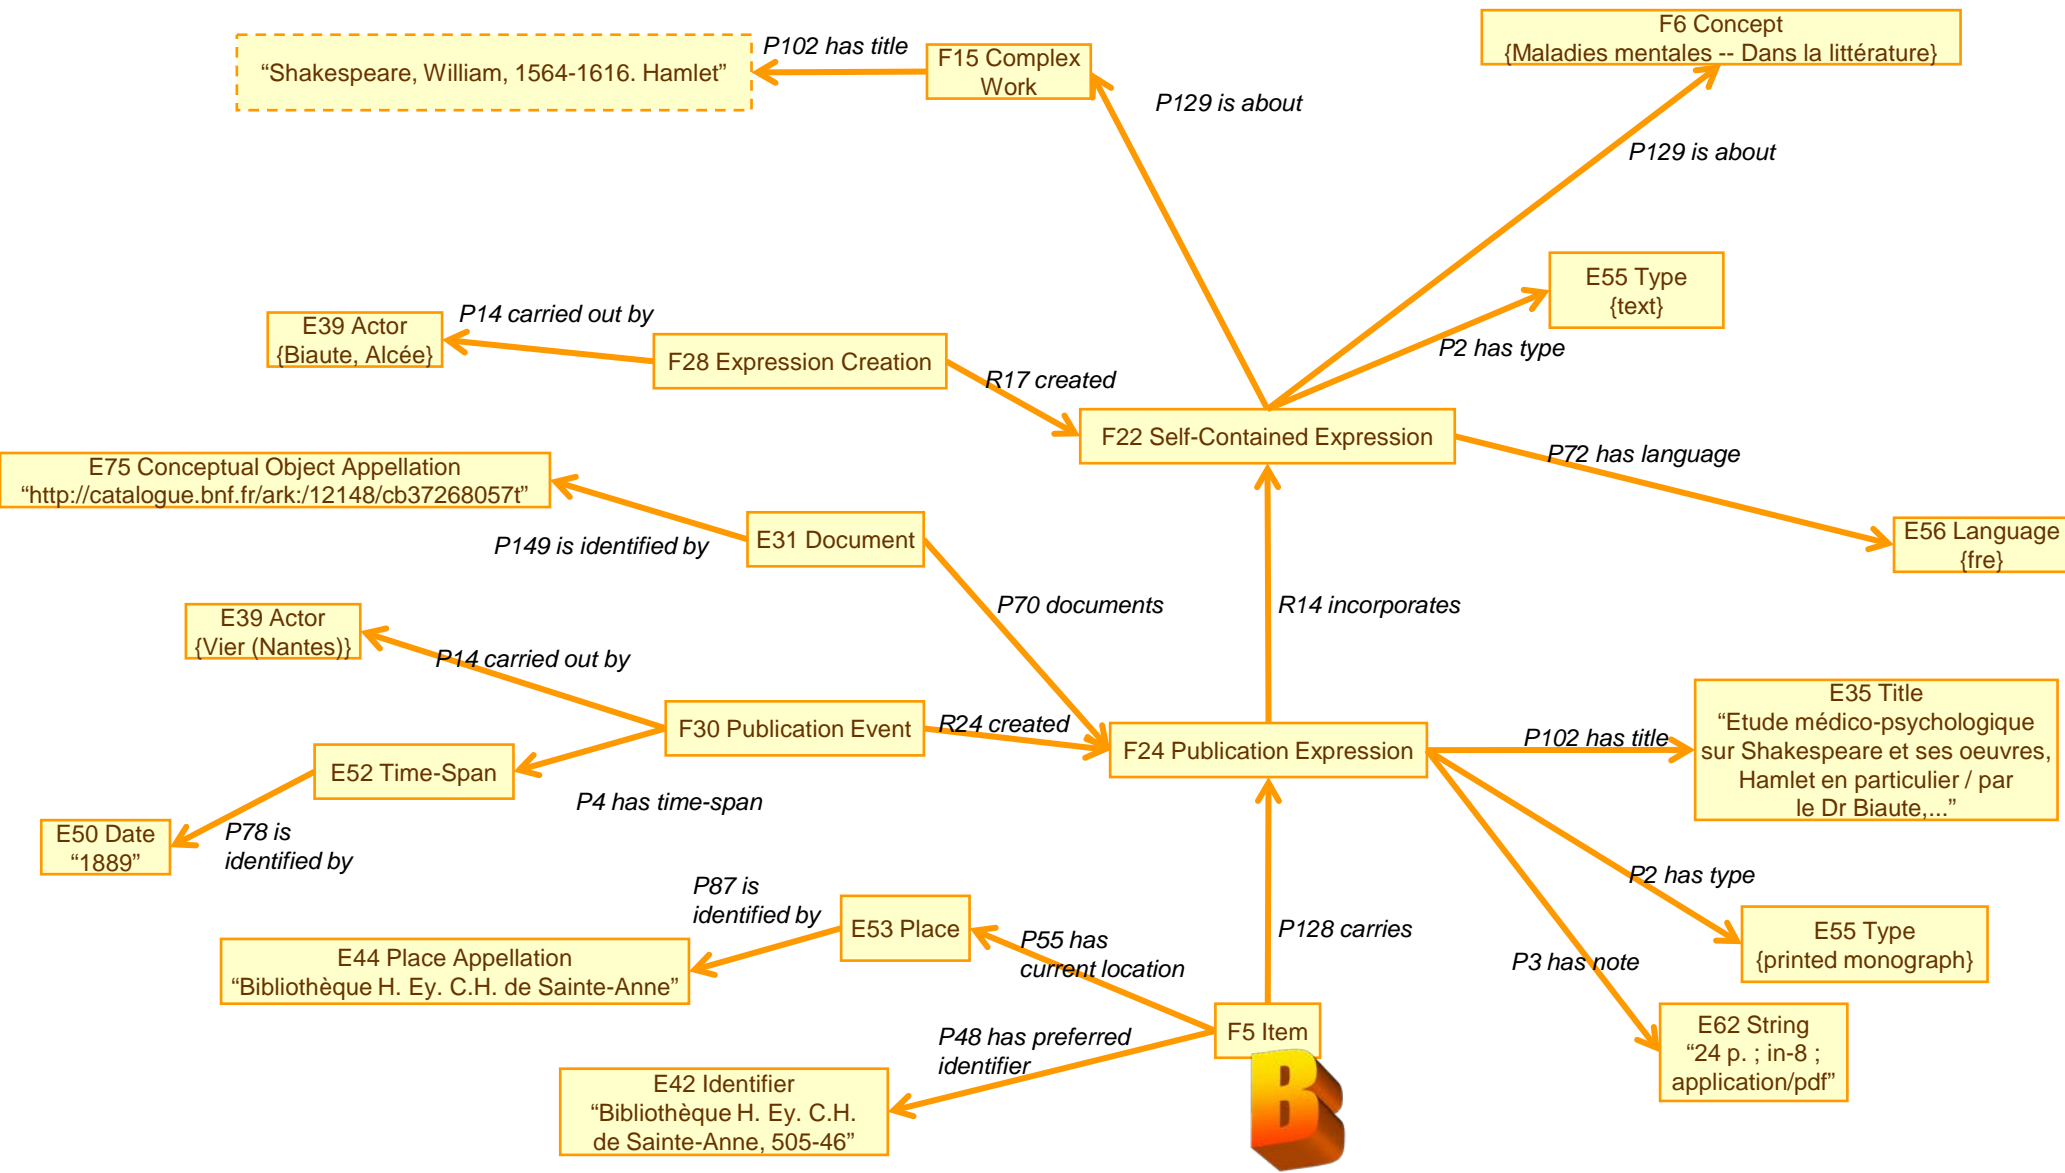 F6 Concept
{Maladies mentales -- Dans la littérature}
P102 has title
“Shakespeare, William, 1564-1616. Hamlet”
F15 Complex
Work
P129 is about
P129 is about
E55 Type
{text}
P14 carried out by
E39 Actor
{Biaute, Alcée}
F28 Expression Creation
P2 has type
R17 created
F22 Self-Contained Expression
P72 has language
E75 Conceptual Object Appellation
“http://catalogue.bnf.fr/ark:/12148/cb37268057t”
E56 Language
{fre}
P149 is identified by
E31 Document
P70 documents
R14 incorporates
E39 Actor
{Vier (Nantes)}
P14 carried out by
F30 Publication Event
R24 created
F24 Publication Expression
P102 has title
E35 Title
“Etude médico-psychologique
sur Shakespeare et ses oeuvres,
Hamlet en particulier / par
le Dr Biaute,...”
E52 Time-Span
P4 has time-span
E50 Date
“1889”
P78 is
identified by
P87 is
identified by
E53 Place
P55 has
current location
P128 carries
P2 has type
E55 Type
{printed monograph}
P3 has note
E44 Place Appellation
“Bibliothèque H. Ey. C.H. de Sainte-Anne”
F5 Item
P48 has preferred
identifier
E62 String
“24 p. ; in-8 ;
application/pdf”
E42 Identifier
“Bibliothèque H. Ey. C.H.
de Sainte-Anne, 505-46”
B